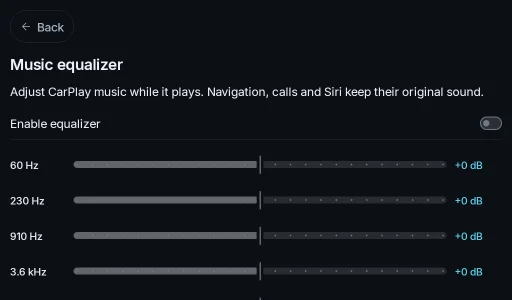 ← Back
Music equalizer
Adjust CarPlay music while it plays. Navigation, calls and Siri keep their original sound.
Enable equalizer
60 Hz +0 dB
230 Hz +0 dB
910 Hz +0 dB
3.6 kHz +0 dB